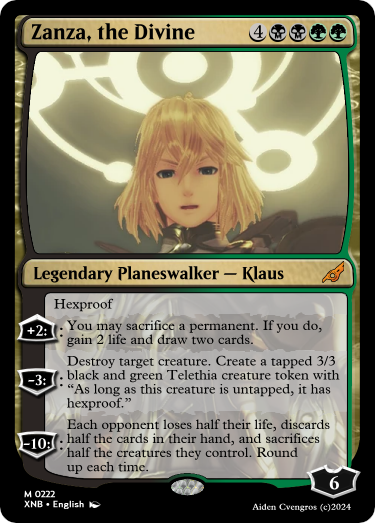 Zanza, the Divine 4
Legendary Planeswalker — Klaus
Hexproof
+2: You may sacrifice a permanent. If you do,
gain 2 life and draw two cards.
Destroy target creature. Create a tapped 3/3
-3: black and green Telethia creature token with
"As long as this creature is untapped, it has
hexproof."
Each opponent loses half their life, discards
-10: half the cards in their hand, and sacrifices
half the creatures they control. Round
up each time.
6
M 0222
XNB • English Aiden Cvengros (c)2024